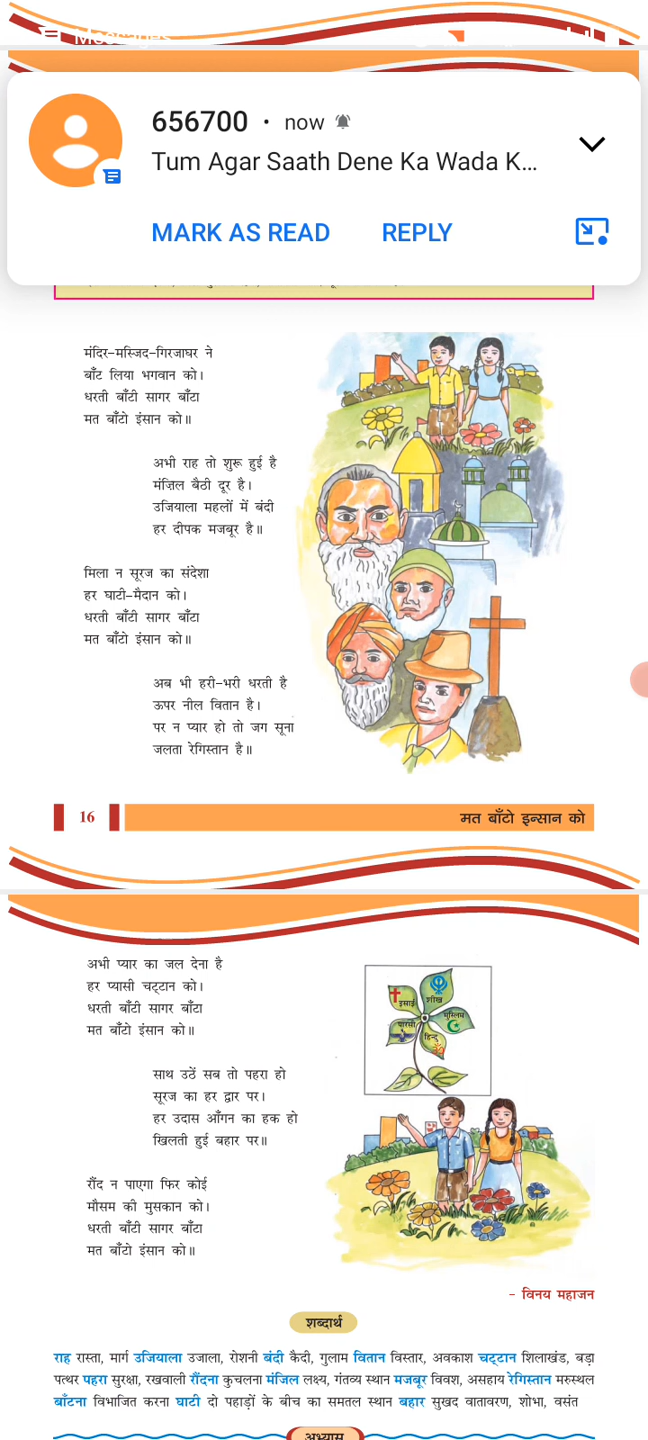 Messages
656700 • now
Tum Agar Saath Dene Ka Wada K...
MARK AS READ REPLY
मंदिर-मस्जिद-गिरजाघर ने
बाँट लिया भगवान को।
धरती बाँटी सागर बाँटा
मत बाँटो इंसान को॥
अभी राह तो शुरू हुई है
मंज़िल बैठी दूर है।
उजियाला महलों में बंदी
हर दीपक मजबूर है॥
मिला न सूरज का संदेशा
हर घाटी-मैदान को।
धरती बाँटी सागर बाँटा
मत बाँटो इंसान को॥
अब भी हरी-भरी धरती है
ऊपर नील वितान है।
पर न प्यार हो तो जग सूना
जलता रेगिस्तान है॥
16 मत बाँटो इन्सान को
अभी प्यार का जल देना है
हर प्यासी चट्टान को।
धरती बाँटी सागर बाँटा
मत बाँटो इंसान को॥
इसाई
शीख
पारसी
मुस्लिम
हिन्दू
साथ उठें सब तो पहरा हो
सूरज का हर द्वार पर।
हर उदास आँगन का हक हो
खिलती हुई बहार पर॥
रौंद न पाएगा फिर कोई
मौसम की मुसकान को।
धरती बाँटी सागर बाँटा
मत बाँटो इंसान को॥
- विनय महाजन
शब्दार्थ
राह रास्ता, मार्ग उजियाला उजाला, रोशनी बंदी कैदी, गुलाम वितान विस्तार, अवकाश चट्टान शिलाखंड, बड़ा
पत्थर पहरा सुरक्षा, रखवाली रौंदना कुचलना मंजिल लक्ष्य, गंतव्य स्थान मजबूर विवश, असहाय रेगिस्तान मरुस्थल
बाँटना विभाजित करना घाटी दो पहाड़ों के बीच का समतल स्थान बहार सुखद वातावरण, शोभा, वसंत
अभ्यास